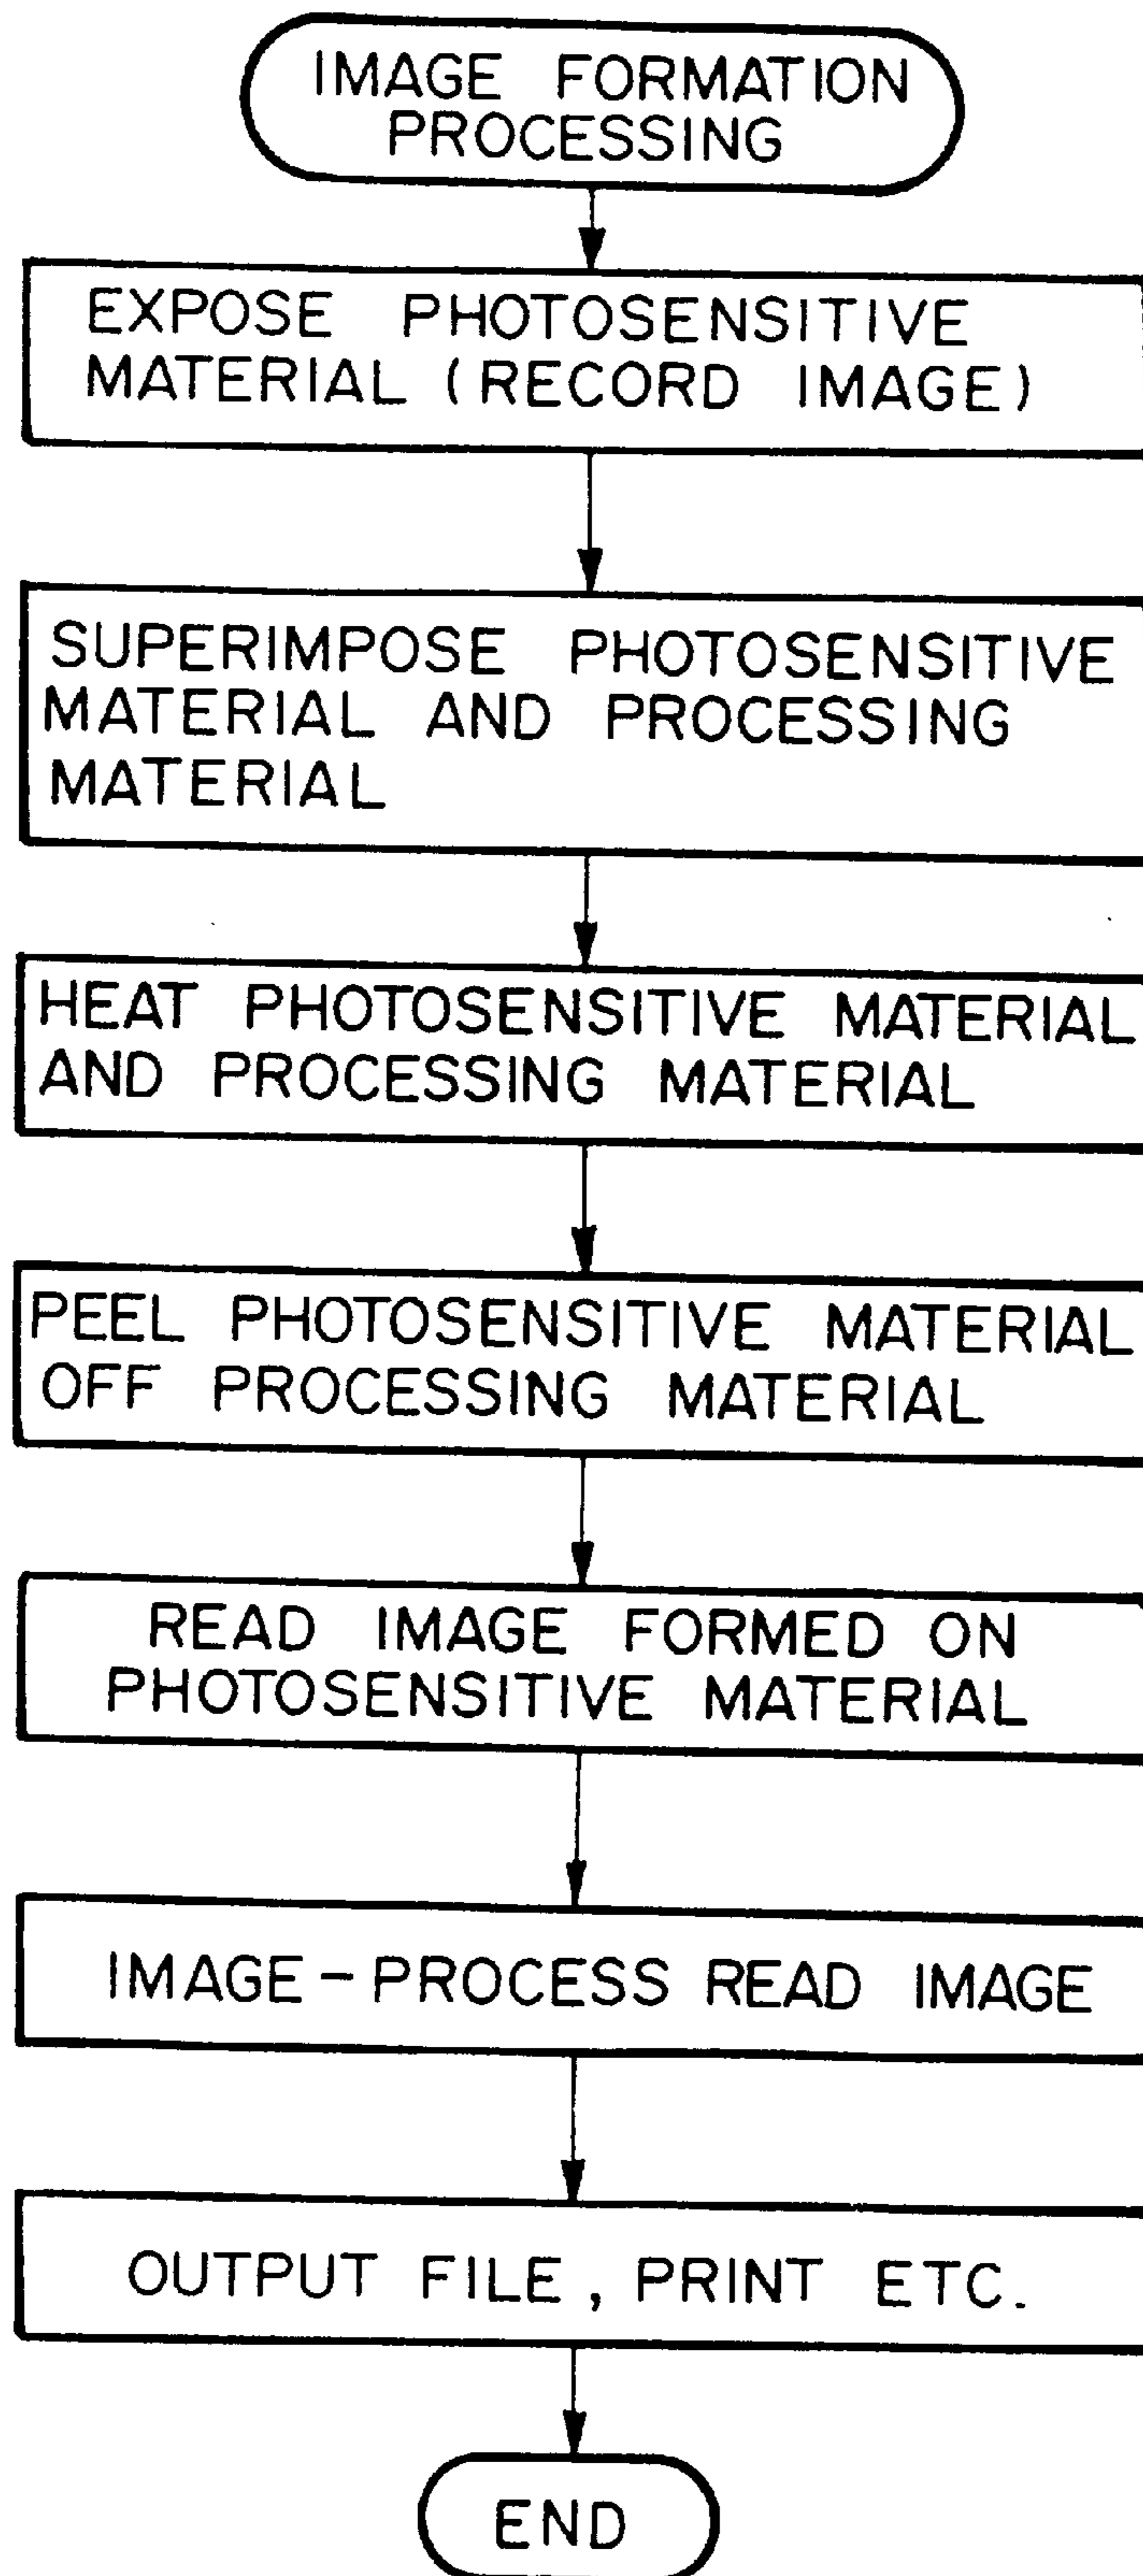 IMAGE FORMATION
PROCESSING
EXPOSE PHOTOSENSITIVE
MATERIAL (RECORD IMAGE)
SUPERIMPOSE PHOTOSENSITIVE
MATERIAL AND PROCESSING
MATERIAL
HEAT PHOTOSENSITIVE MATERIAL
AND PROCESSING MATERIAL
PEEL PHOTOSENSITIVE MATERIAL
OFF PROCESSING MATERIAL
READ IMAGE FORMED ON
PHOTOSENSITIVE MATERIAL
IMAGE-PROCESS READ IMAGE
OUTPUT FILE, PRINT ETC.
END